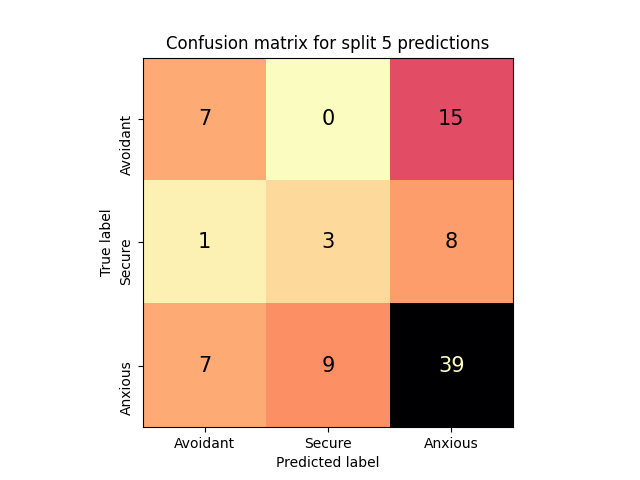 Confusion matrix for split 5 predictions
True label
Avoidant
7 0 15
Secure
1 3 8
Anxious
7 9 39
Avoidant Secure Anxious
Predicted label